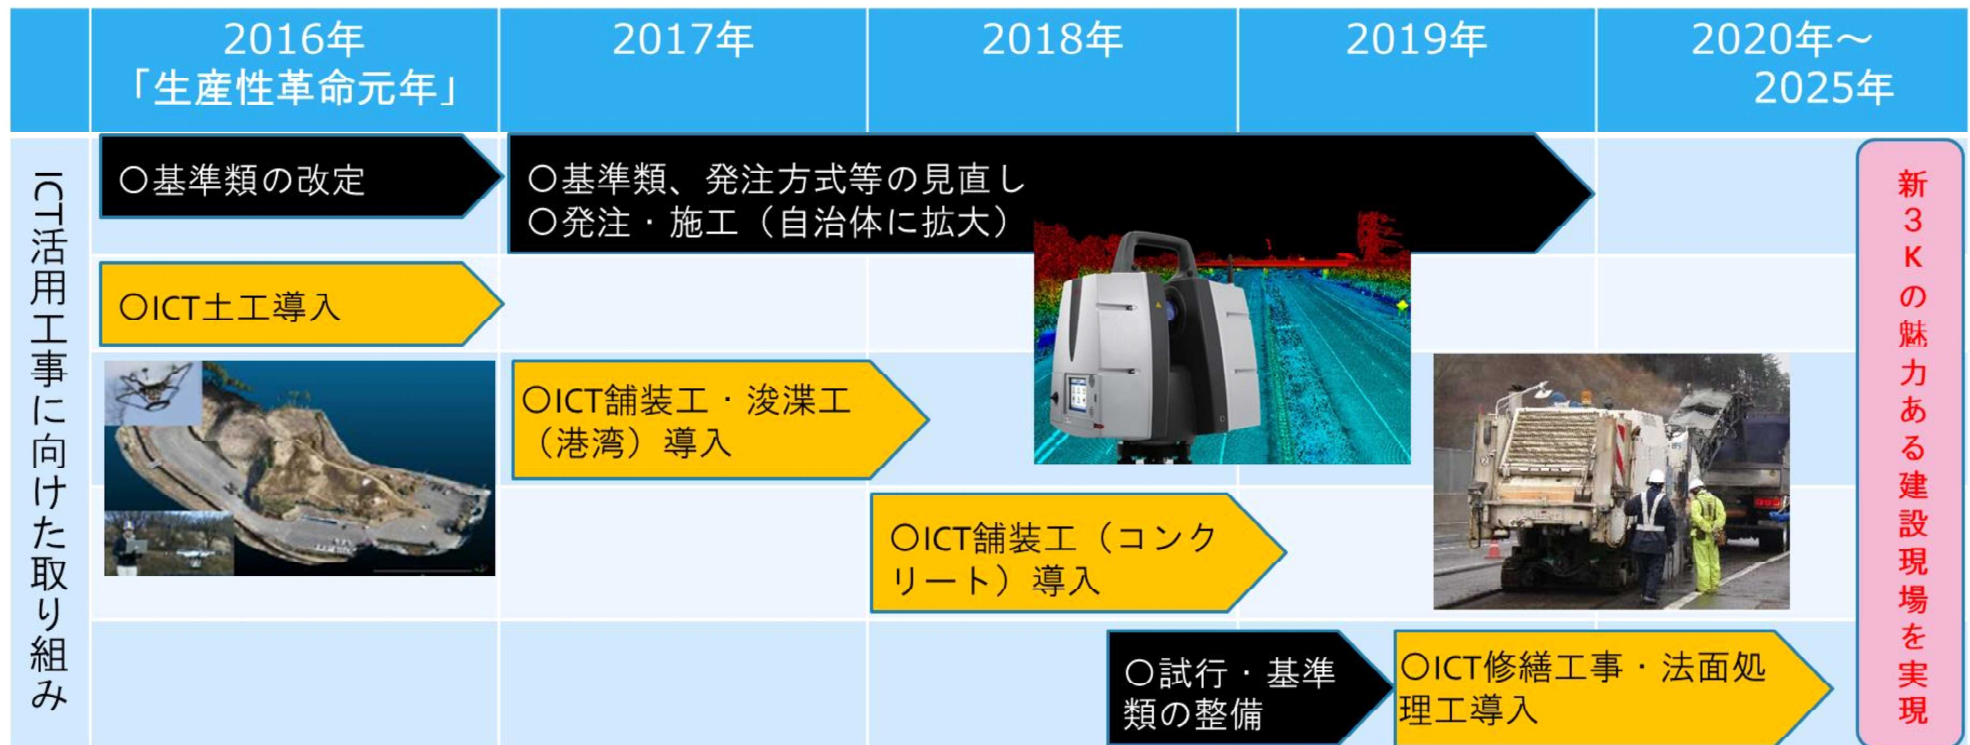 2016年
「生産性革命元年」
2017年
2018年
2019年
2020年～
2025年
ICT活用工事に向けた取り組み
○基準類の改定
○基準類、発注方式等の見直し
○発注・施工（自治体に拡大）
○ICT土工導入
○ICT舗装工・浚渫工
（港湾）導入
○ICT舗装工（コンク
リート）導入
○試行・基準
類の整備
○ICT修繕工事・法面処
理工導入
新３Kの魅力ある建設現場を実現